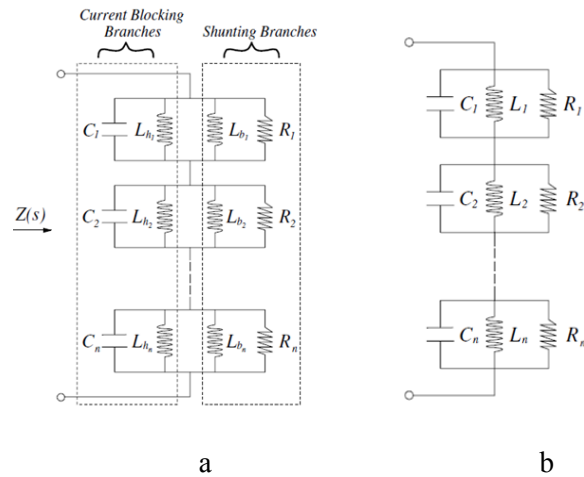 Current Blocking Branches
Shunting Branches
C1 Lh1 Lb1 R1
C2 Lh2 Lb2 R2
Z(s)
Cn Lhn Lbn Rn
a
C1 L1 R1
C2 L2 R2
Cn Ln Rn
b